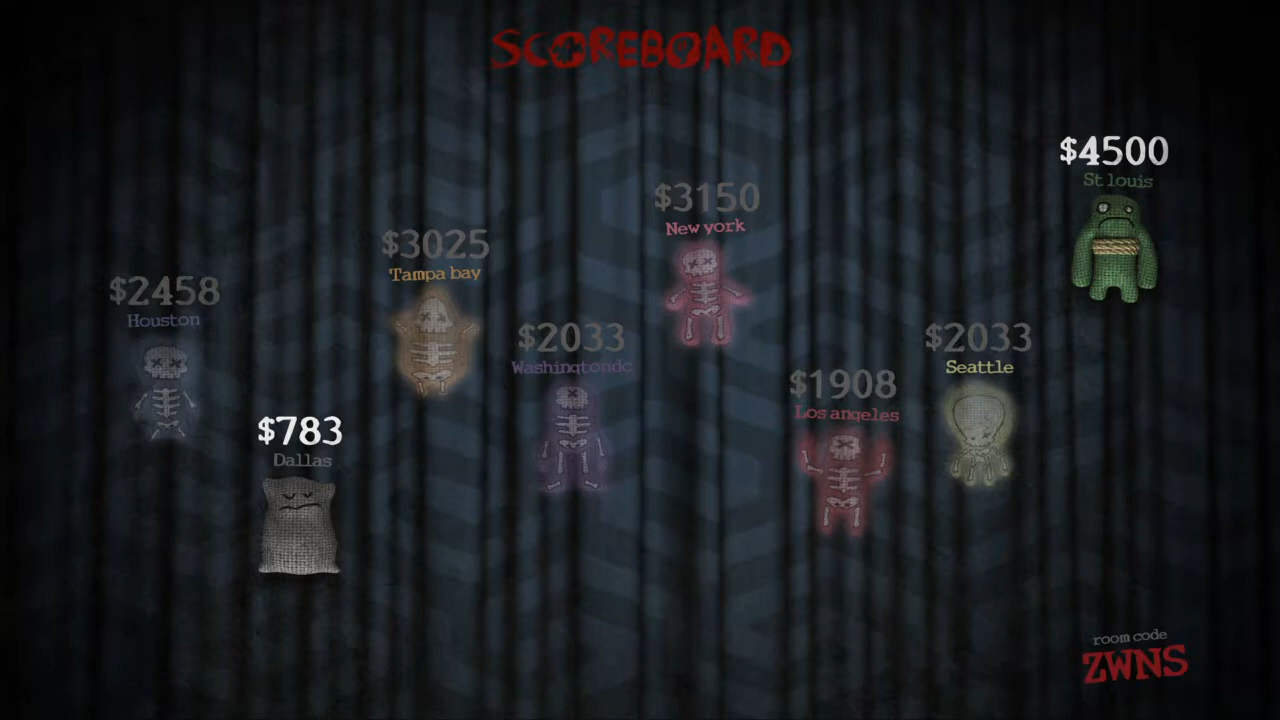 SCOREBOARD
$4500
St louis
$3150
New york
$3025
Tampa bay
$2458
Houston
$2033
Washingtondc
$2033
Seattle
$1908
Los angeles
$783
Dallas
room code
ZWNS